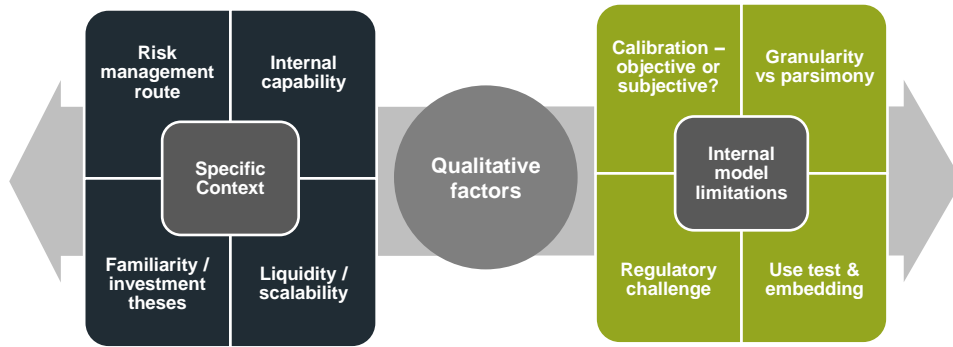 Risk
management
route
Internal
capability
Specific
Context
Familiarity /
investment
theses
Liquidity /
scalability
Qualitative
factors
Calibration –
objective or
subjective?
Granularity
vs parsimony
Internal
model
limitations
Regulatory
challenge
Use test &
embedding